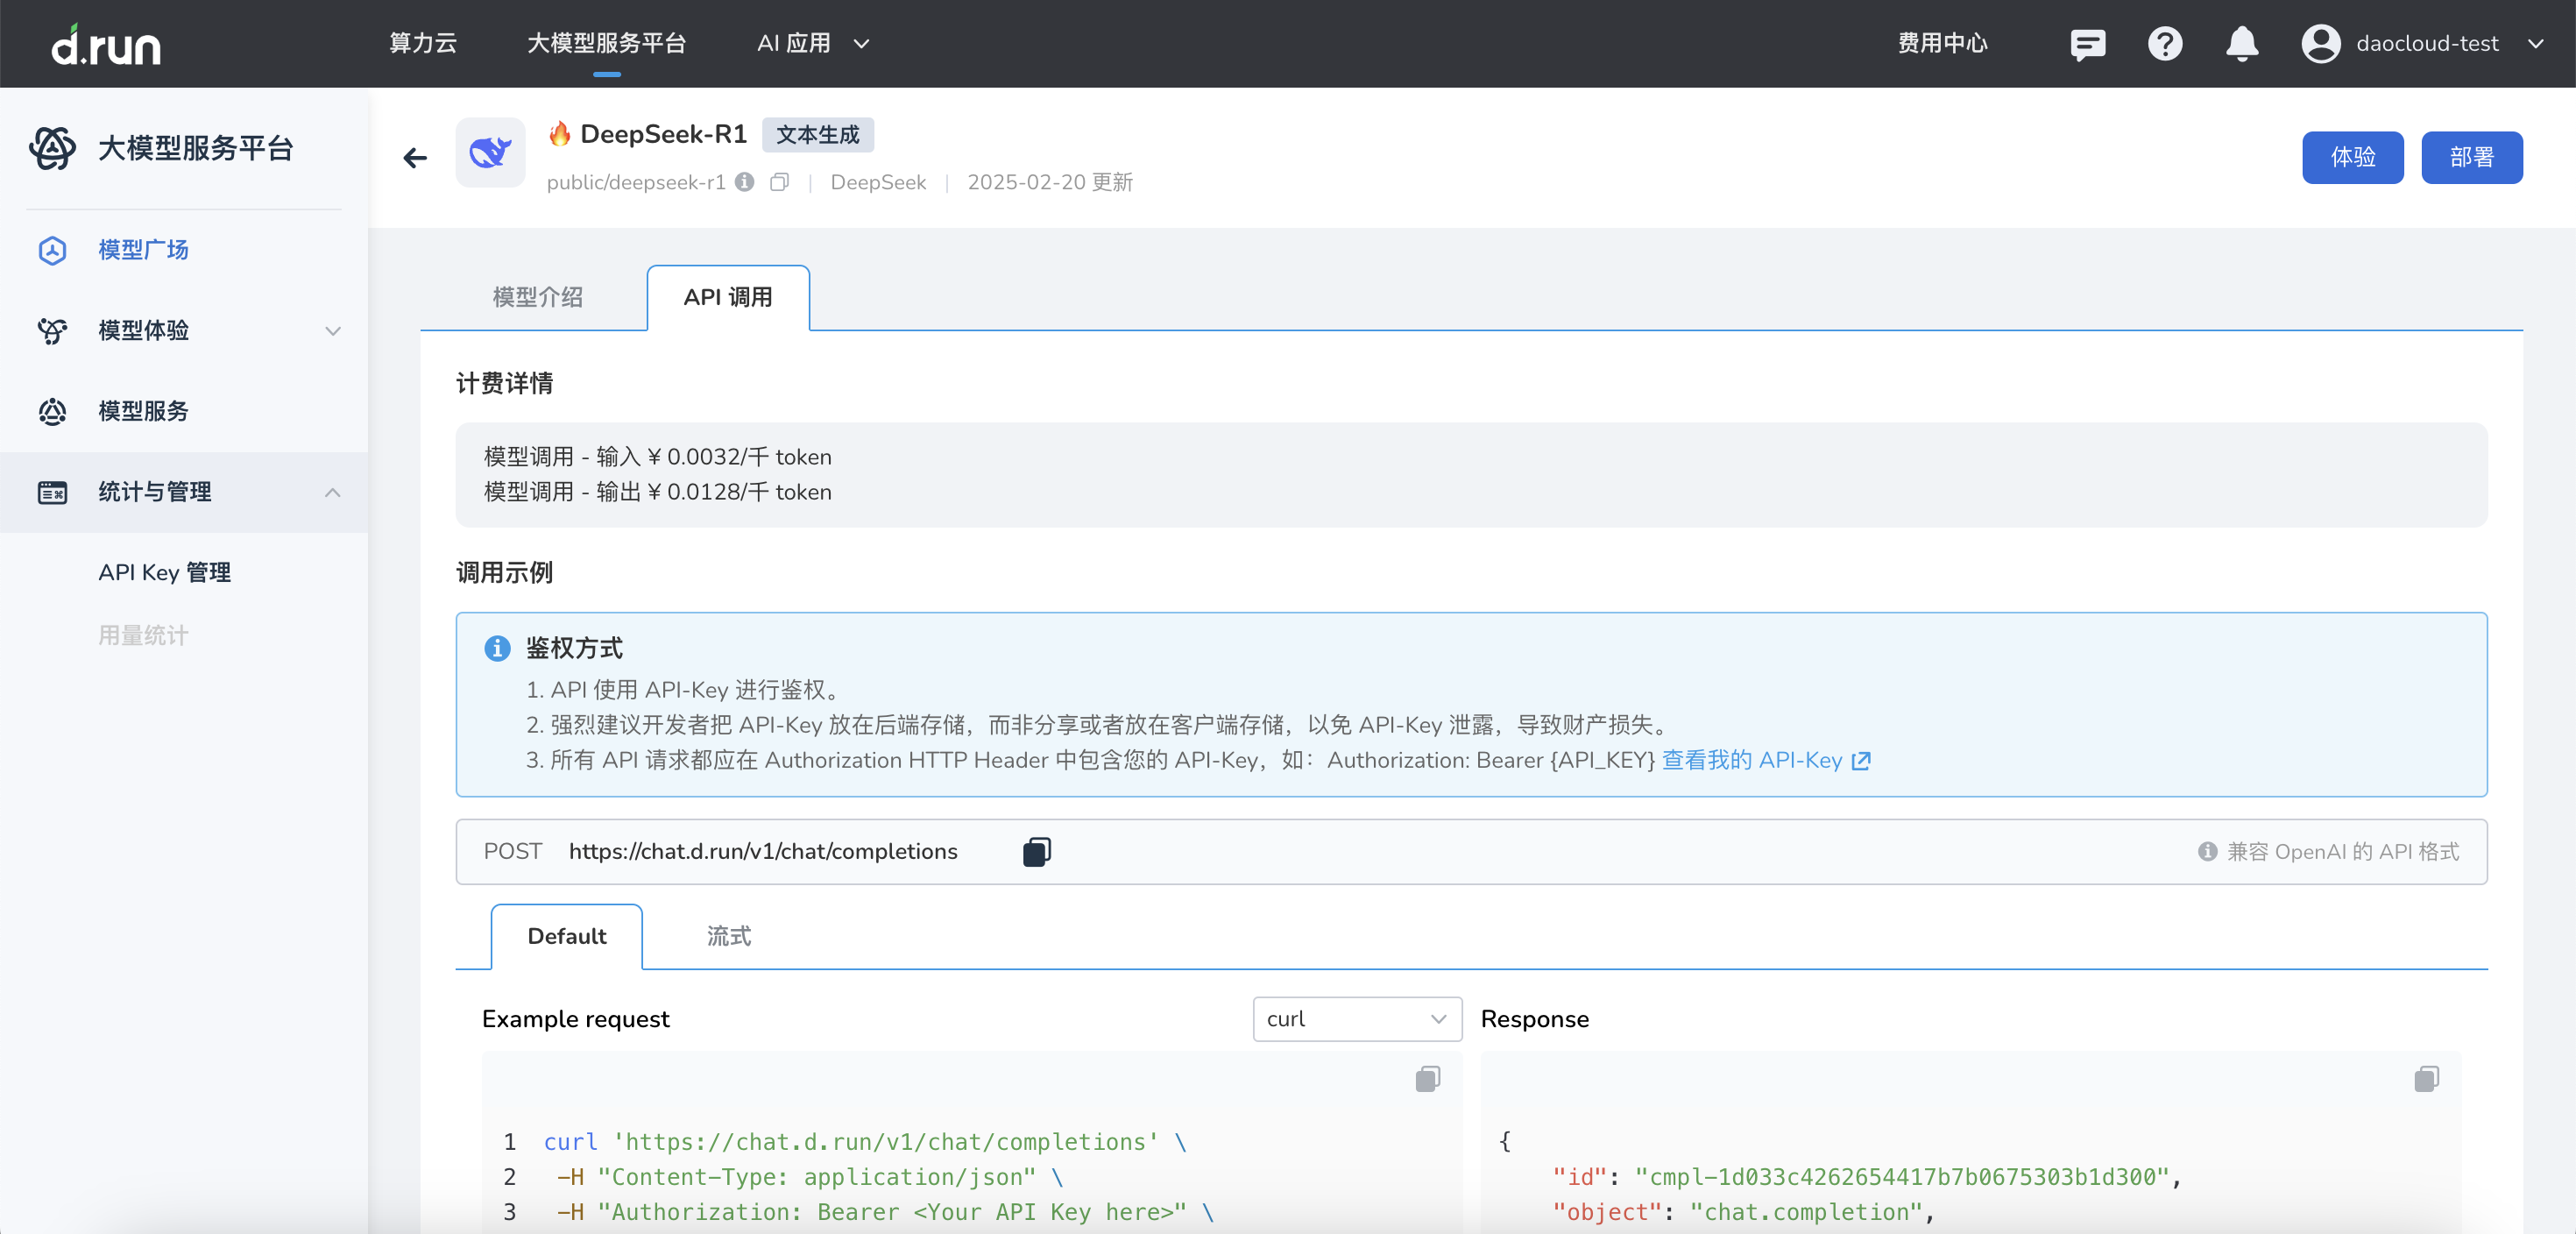 d.run
算力云
大模型服务平台
AI 应用
费用中心
daocloud-test
大模型服务平台
模型广场
模型体验
模型服务
统计与管理
API Key 管理
用量统计
DeepSeek-R1 文本生成
public/deepseek-r1 | DeepSeek | 2025-02-20 更新
体验
部署
模型介绍
API 调用
计费详情
模型调用 - 输入 ¥ 0.0032/千 token
模型调用 - 输出 ¥ 0.0128/千 token
调用示例
鉴权方式
1. API 使用 API-Key 进行鉴权。
2. 强烈建议开发者把 API-Key 放在后端存储，而非分享或者放在客户端存储，以免 API-Key 泄露，导致财产损失。
3. 所有 API 请求都应在 Authorization HTTP Header 中包含您的 API-Key，如：Authorization: Bearer {API_KEY} 查看我的 API-Key
POST https://chat.d.run/v1/chat/completions
兼容 OpenAI 的 API 格式
Default
流式
Example request
curl
1 curl 'https://chat.d.run/v1/chat/completions' \
2 -H "Content-Type: application/json" \
3 -H "Authorization: Bearer <Your API Key here>" \
Response
{
"id": "cmpl-1d033c4262654417b7b0675303b1d300",
"object": "chat.completion",